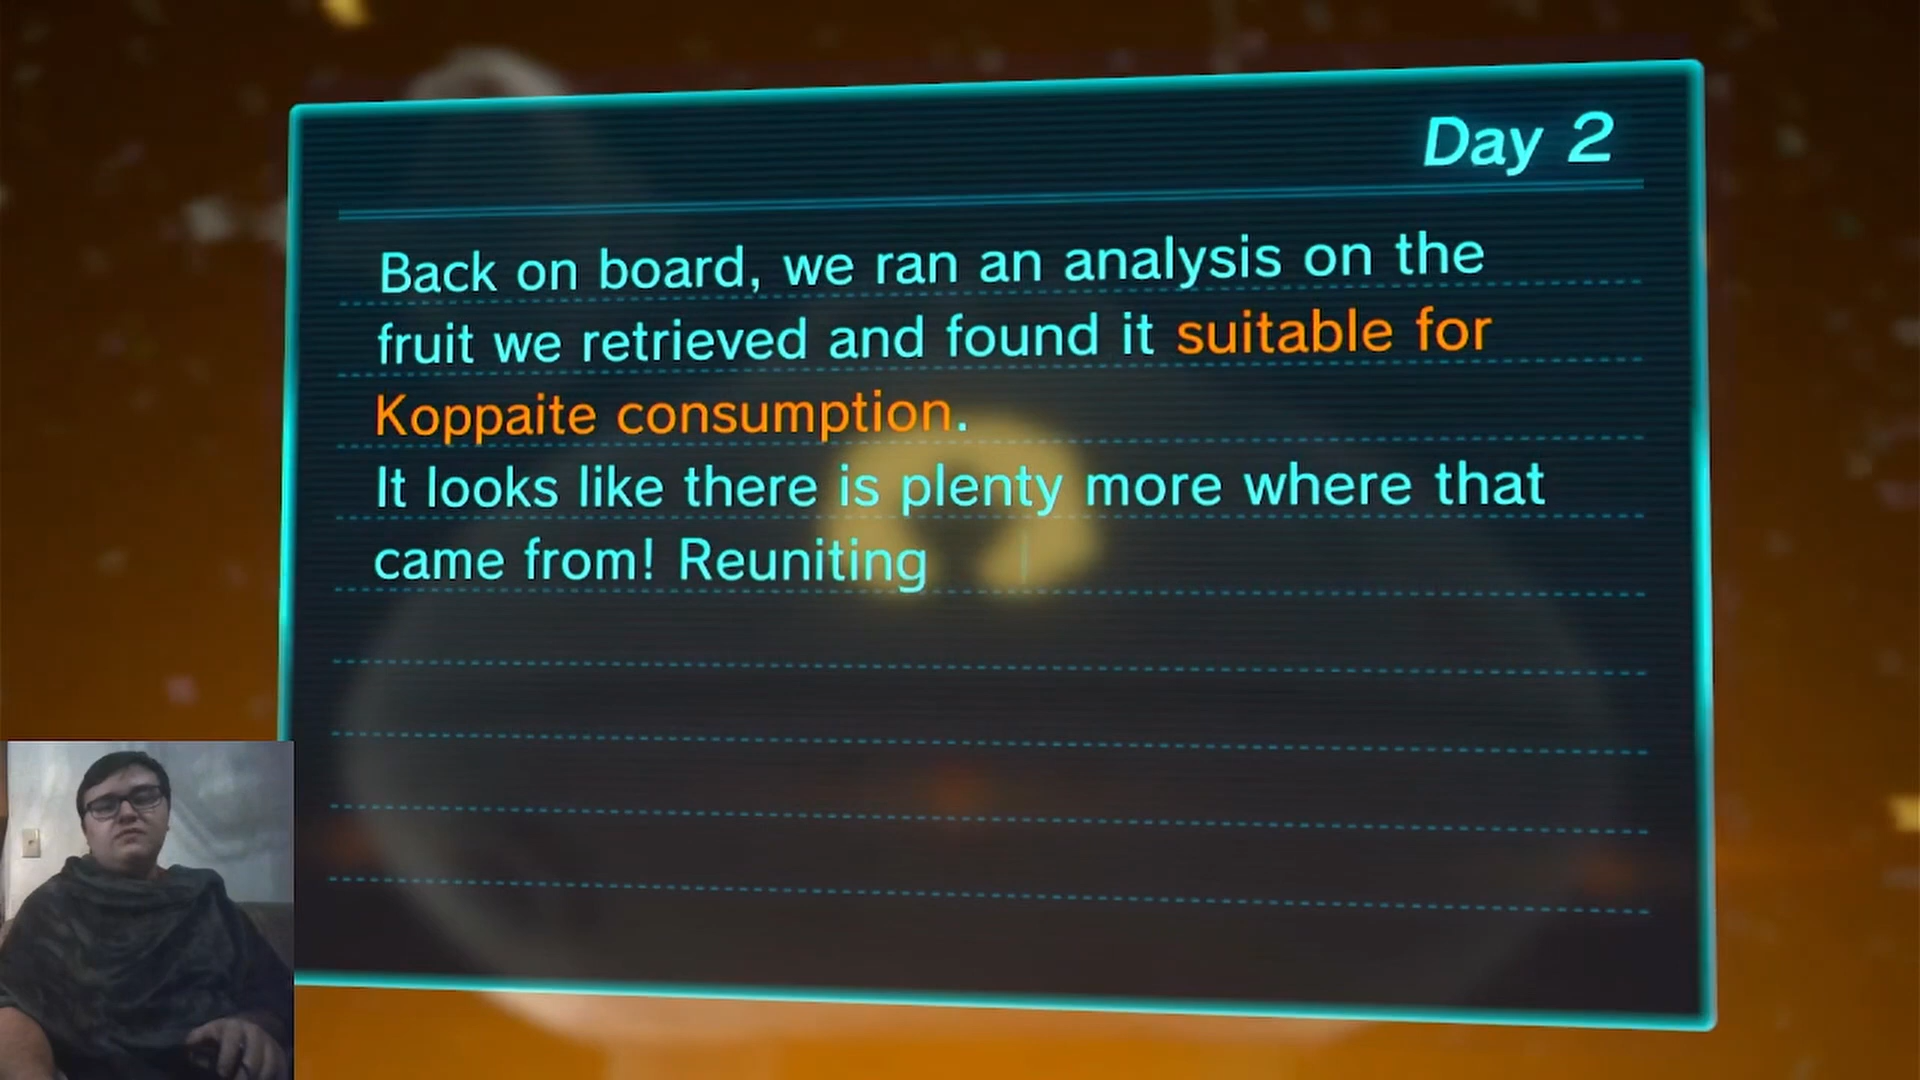 Day 2
Back on board, we ran an analysis on the
fruit we retrieved and found it suitable for
Koppaite consumption.
It looks like there is plenty more where that
came from! Reuniting